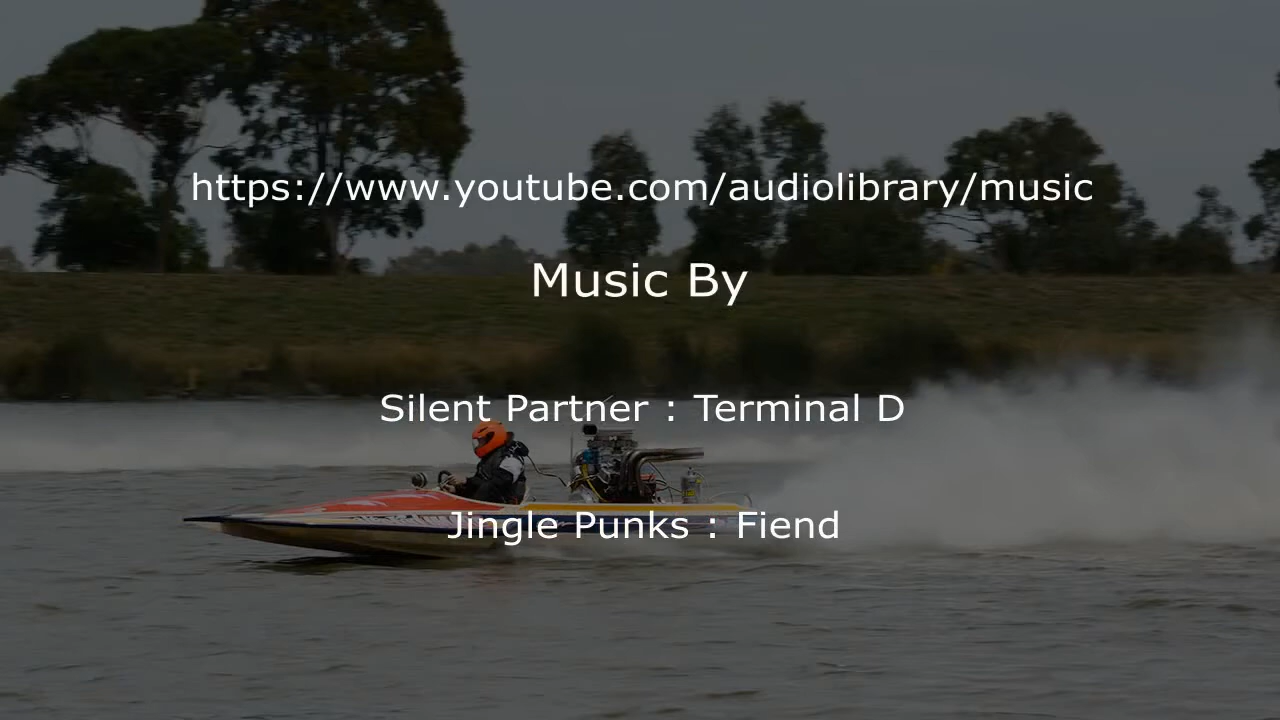 https://www.youtube.com/audiolibrary/music
Music By
Silent Partner : Terminal D
Jingle Punks : Fiend